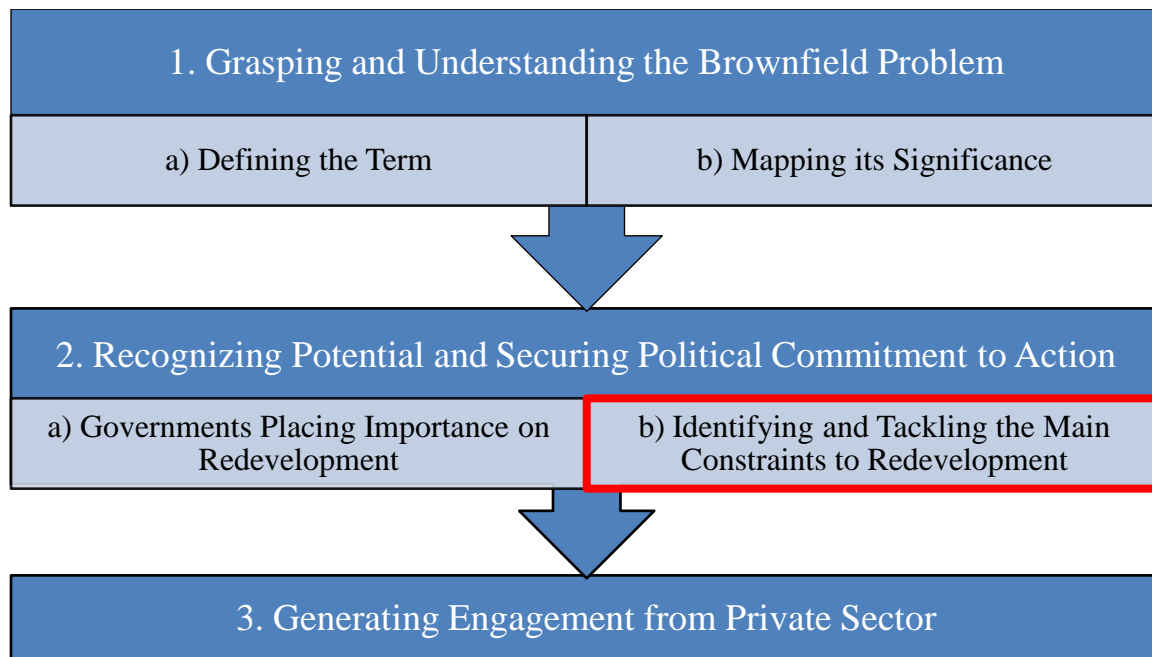 1. Grasping and Understanding the Brownfield Problem
a) Defining the Term
b) Mapping its Significance
2. Recognizing Potential and Securing Political Commitment to Action
a) Governments Placing Importance on
Redevelopment
b) Identifying and Tackling the Main
Constraints to Redevelopment
3. Generating Engagement from Private Sector